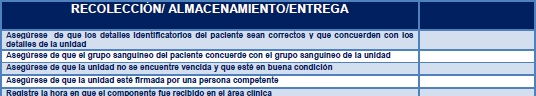 RECOLECCIÓN/ ALMACENAMIENTO/ENTREGA
Asegúrese de que los detalles identificatorios del paciente sean correctos y que concuerden con los
detalles de la unidad
Asegúrese de que el grupo sanguíneo del paciente concuerde con el grupo sanguíneo de la unidad
Asegúrese de que la unidad no se encuentre vencida y que esté en buena condición
Asegúrese de que la unidad esté firmada por una persona competente
Registre la hora en que el componente fue recibido en el área clínica